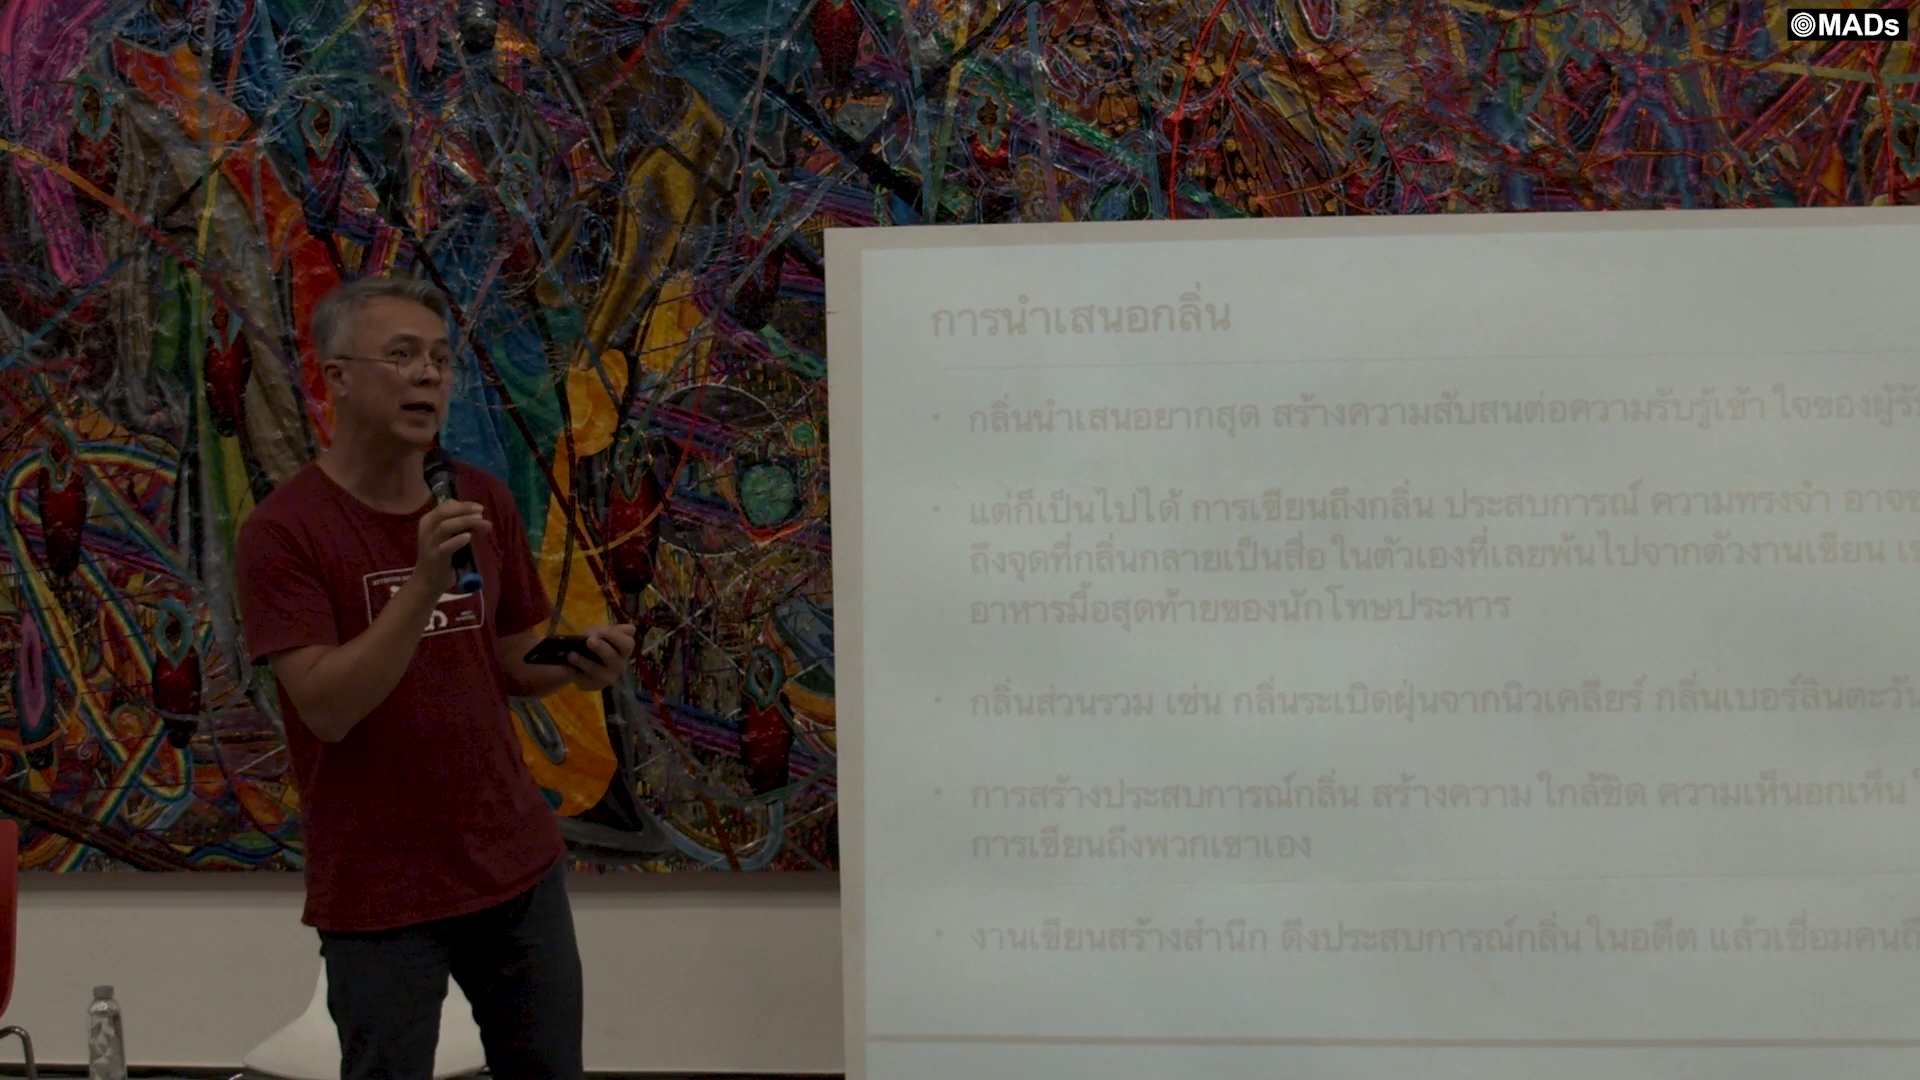 MADs
การนำเสนอกลิ่น
กลิ่นนำเสนอยากสุด สร้างความสับสนต่อความรับรู้เข้าใจของผู้รับ
แต่ก็เป็นไปได้ การเขียนถึงกลิ่น ประสบการณ์ ความทรงจำ
ถึงจุดที่กลิ่นกลายเป็นสื่อในตัวเองที่เลยพ้นไปจากตัวงานเขียน
อาหารมื้อสุดท้ายของนักโทษประหาร
กลิ่นส่วนรวม เช่น กลิ่นระเบิดฝุ่นจากนิวเคลียร์ กลิ่นเบอร์ลินตะวัน
การสร้างประสบการณ์กลิ่น สร้างความใกล้ชิด ความเห็นอกเห็น
การเขียนถึงพวกเขาเอง
งานเขียนสร้างสำนึก ดึงประสบการณ์กลิ่นในอดีต แล้วเชื่อมคน